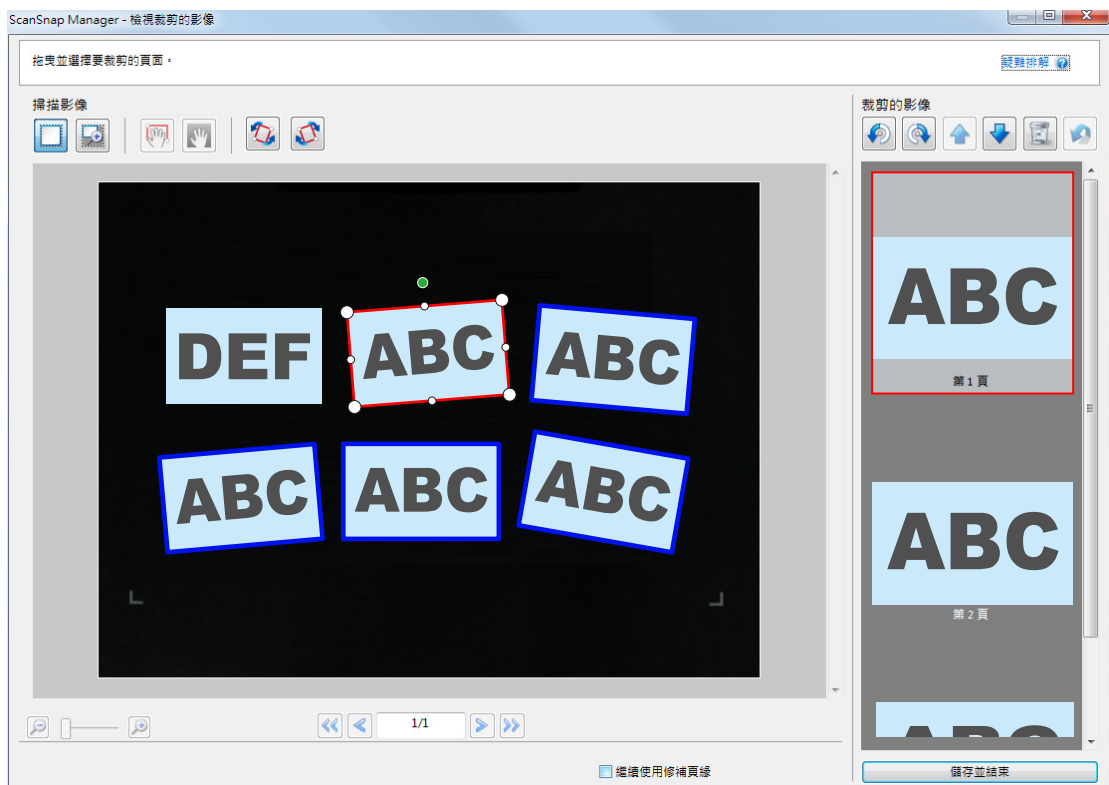 ScanSnap Manager - 檢視裁剪的影像
拖曳並選擇要裁剪的頁面。
疑難排解
掃描影像
裁剪的影像
DEF
ABC
ABC
ABC
ABC
ABC
ABC
第 1 頁
ABC
第 2 頁
ABC
1/1
繼續使用修補頁緣
儲存並結束